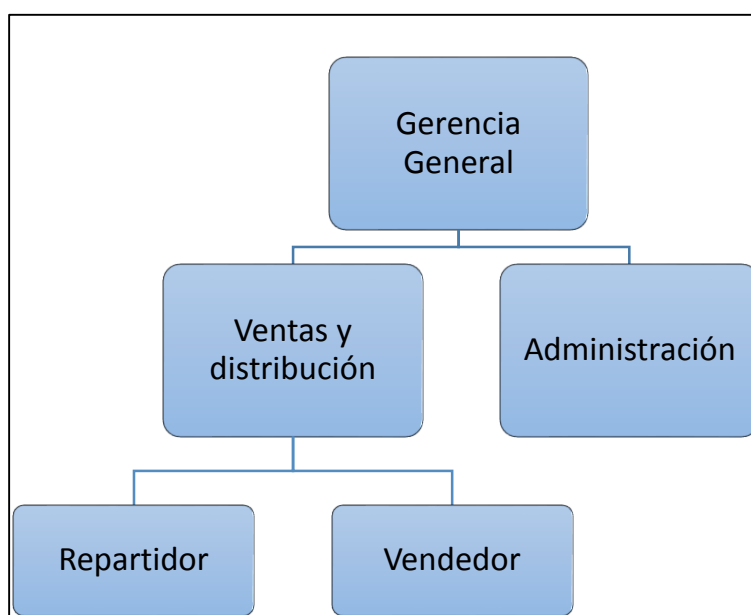 Gerencia
General
Ventas y
distribución
Administración
Repartidor
Vendedor